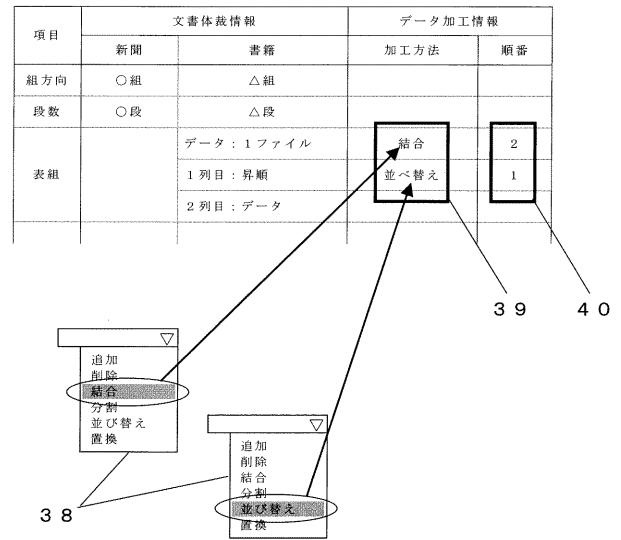 項目 文書体裁情報 データ加工情報
新聞 書籍 加工方法 順番
組方向 ○組 △組
段数 ○段 △段
表組 データ：１ファイル 結合 2
1列目：昇順 並べ替え 1
2列目：データ
３９ ４０
▽
追加
削除
結合
分割
並び替え
置換
▽
追加
削除
結合
分割
並び替え
置換
３８